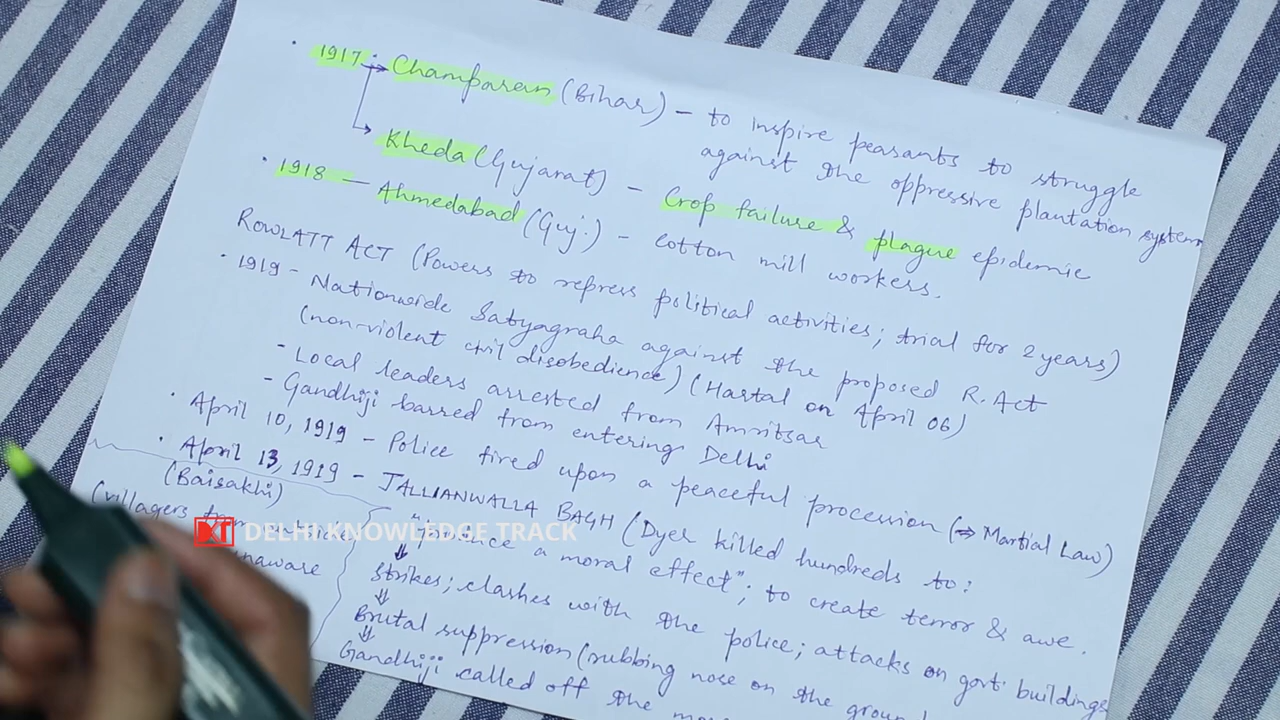 • 1917 : → Champaran (Bihar) - to inspire peasants to struggle
against the oppressive plantation system
→ Kheda (Gujarat) - Crop failure & plague epidemic
• 1918 — Ahmedabad (Guj.) - Cotton mill workers.
ROWLATT ACT (Powers to repress political activities; trial for 2 years)
• 1919 - Nationwide Satyagraha against the proposed R. Act
(non-violent civil disobedience) (Hartal on April 06)
- Local leaders arrested from Amritsar
- Gandhiji barred from entering Delhi
• April 10, 1919 - Police fired upon a peaceful procession (⇒ Martial Law)
• April 13, 1919 - JALLIANWALLA BAGH (Dyer killed hundreds to:
(Baisakhi)
"produce a moral effect"; to create terror & awe.
(villagers from
unaware
⇓ Strikes; clashes with the police; attacks on govt buildings
⇓ Brutal suppression (rubbing nose on the ground
⇓ Gandhiji called off the
KT DELHI KNOWLEDGE TRACK